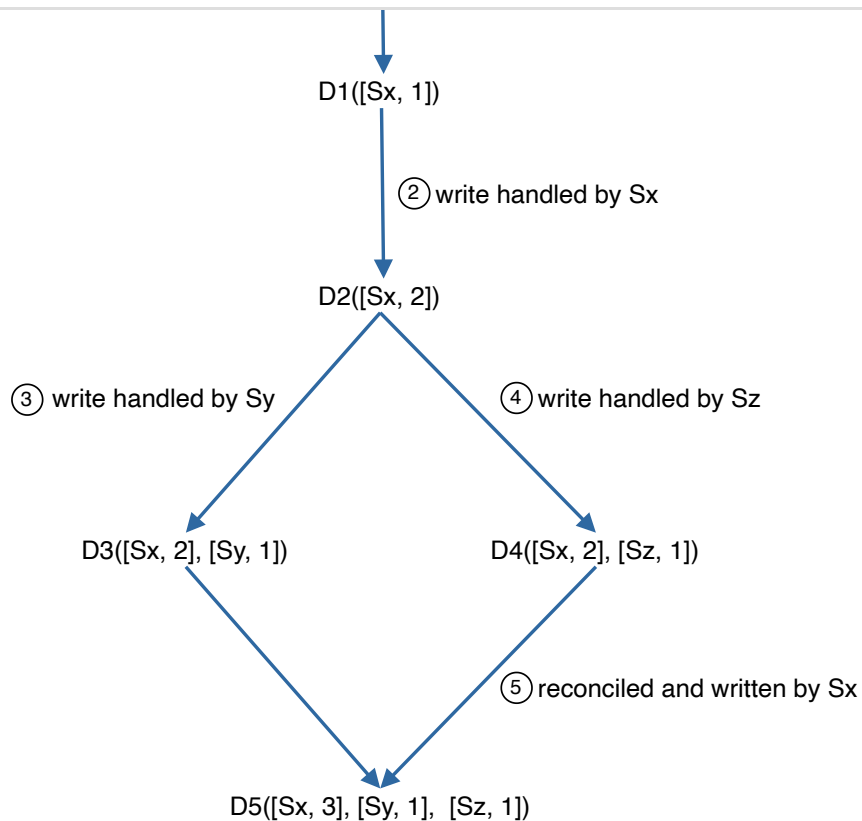 D1([Sx, 1])
② write handled by Sx
D2([Sx, 2])
③ write handled by Sy
④ write handled by Sz
D3([Sx, 2], [Sy, 1])
D4([Sx, 2], [Sz, 1])
⑤ reconciled and written by Sx
D5([Sx, 3], [Sy, 1], [Sz, 1])